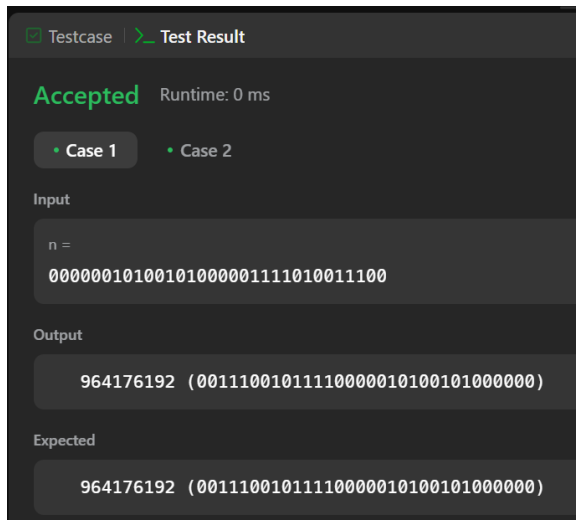 Testcase >_ Test Result
Accepted Runtime: 0 ms
• Case 1 • Case 2
Input
n =
00000010100101000001111010011100
Output
964176192 (00111001011110000010100101000000)
Expected
964176192 (00111001011110000010100101000000)